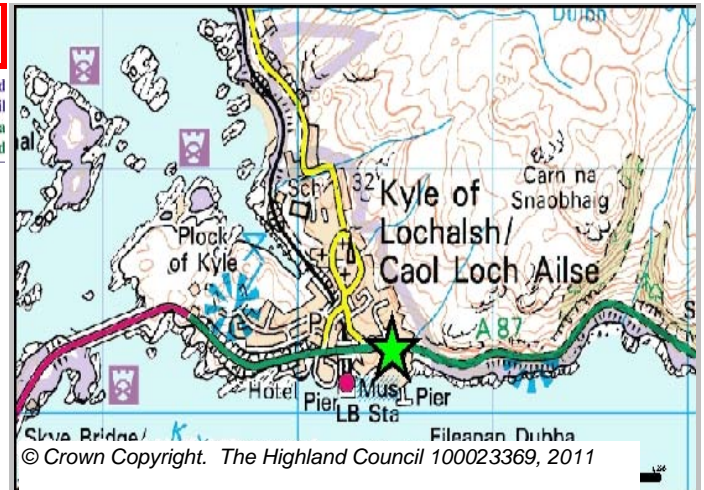 Dubh
Sch
32
Kyle of
Lochalsh/
Caol Loch Ailse
Carn na
Snaobhaig
Plock
of Kyle
P
A 87
Hotel
Pier
Mus
Pier
LB Sta
Skye Bridge/
Eileanan Dubha
© Crown Copyright. The Highland Council 100023369, 2011